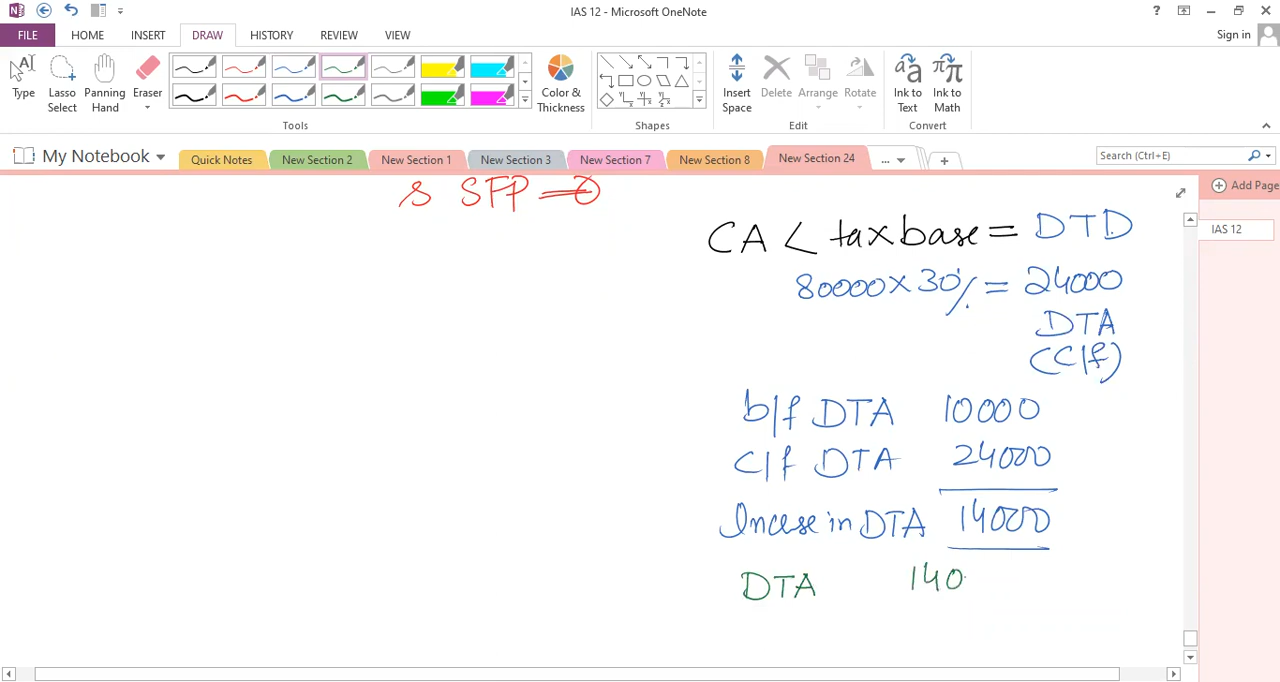 IAS 12 - Microsoft OneNote
FILE HOME INSERT DRAW HISTORY REVIEW VIEW Sign in
Type Lasso Select Panning Hand Eraser Color & Thickness Insert Space Delete Arrange Rotate Ink to Text Ink to Math
Tools Shapes Edit Convert
My Notebook Quick Notes New Section 2 New Section 1 New Section 3 New Section 7 New Section 8 New Section 24 ... Search (Ctrl+E)
Add Page
IAS 12
S SFP = 0
CA < tax base = DTD
80000 × 30% = 24000
DTA
(C/f)
b/f DTA 10000
C/f DTA 24000
Incese in DTA 14000
DTA 140